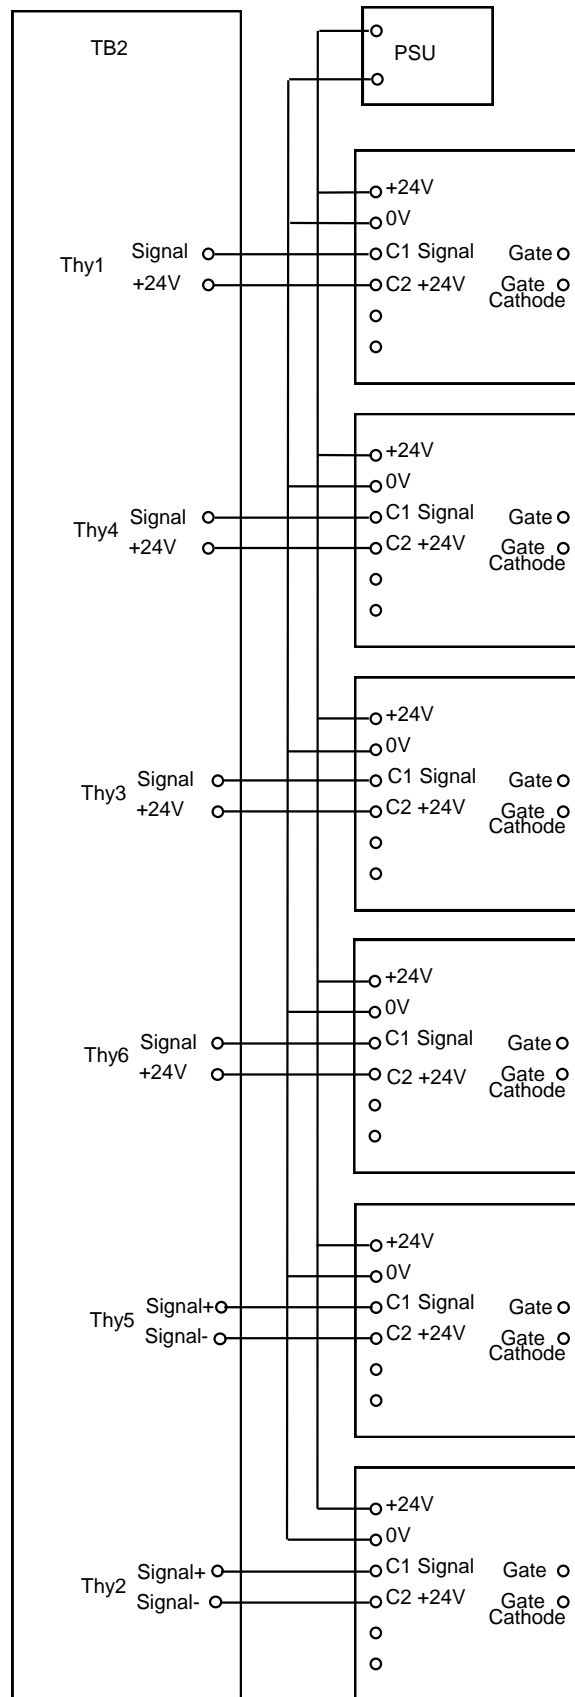 TB2
PSU
+24V
0V
Thy1
Signal
C1 Signal
Gate
+24V
C2 +24V
Gate
Cathode
+24V
0V
Thy4
Signal
C1 Signal
Gate
+24V
C2 +24V
Gate
Cathode
+24V
0V
Thy3
Signal
C1 Signal
Gate
+24V
C2 +24V
Gate
Cathode
+24V
0V
Thy6
Signal
C1 Signal
Gate
+24V
C2 +24V
Gate
Cathode
+24V
0V
Thy5
Signal+
C1 Signal
Gate
Signal-
C2 +24V
Gate
Cathode
+24V
0V
Thy2
Signal+
C1 Signal
Gate
Signal-
C2 +24V
Gate
Cathode